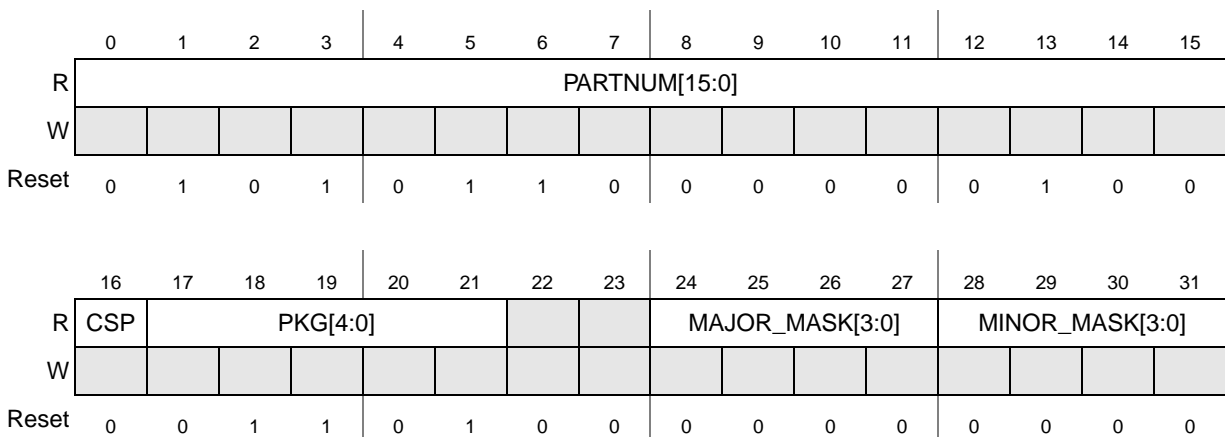 0 1 2 3 4 5 6 7 8 9 10 11 12 13 14 15
R PARTNUM[15:0]
W
Reset 0 1 0 1 0 1 1 0 0 0 0 0 0 1 0 0
16 17 18 19 20 21 22 23 24 25 26 27 28 29 30 31
R CSP PKG[4:0] MAJOR_MASK[3:0] MINOR_MASK[3:0]
W
Reset 0 0 1 1 0 1 0 0 0 0 0 0 0 0 0 0